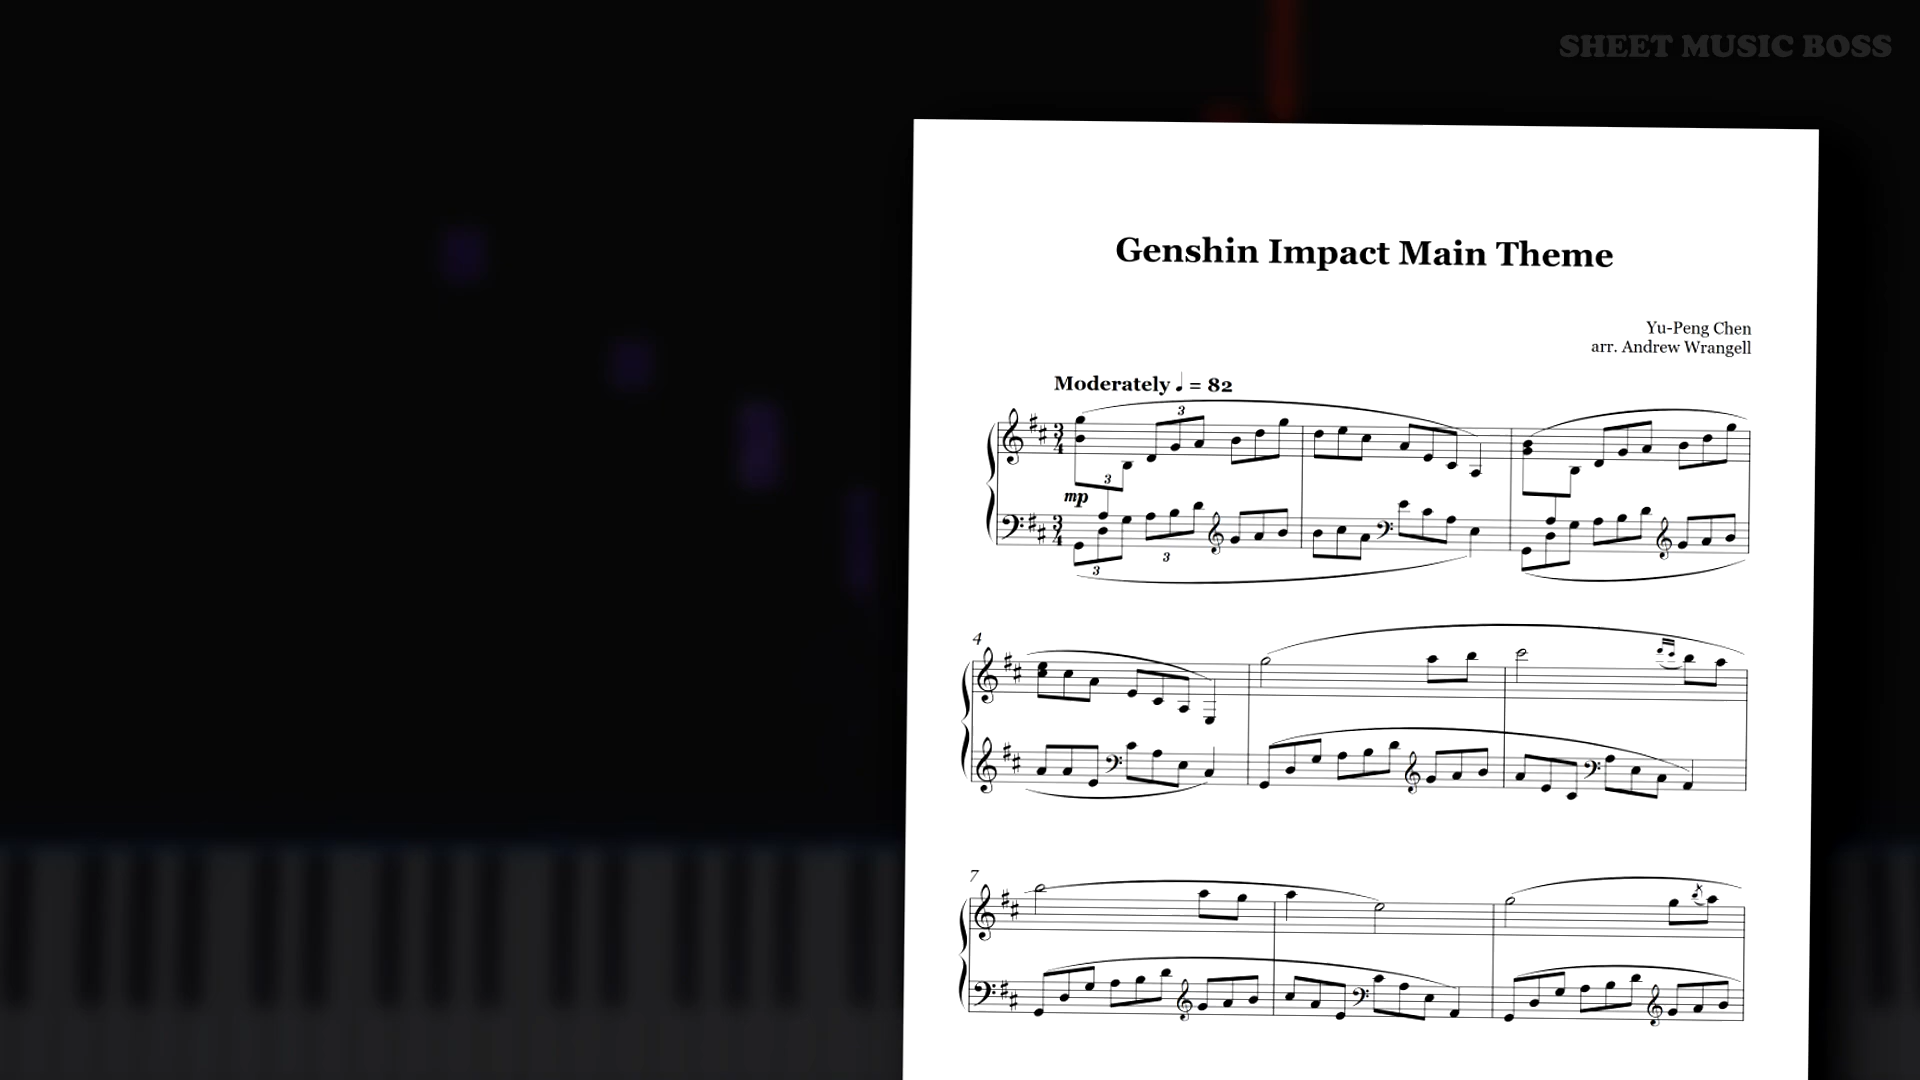 SHEET MUSIC BOSS
Genshin Impact Main Theme
Yu-Peng Chen
arr. Andrew Wrangell
Moderately ♩ = 82
3
3
mp
3
3
4
7